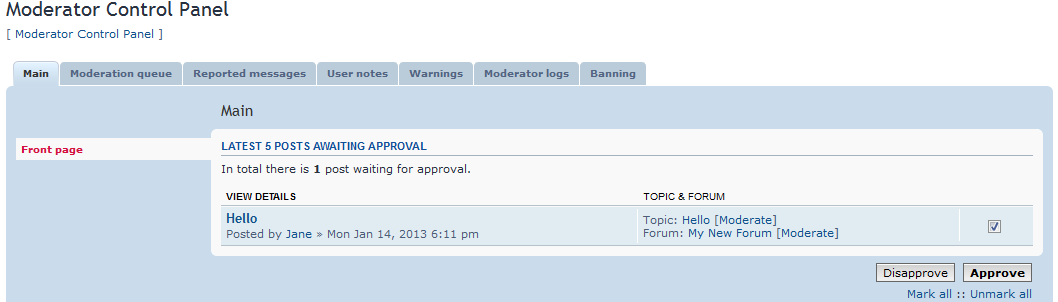 Moderator Control Panel
[ Moderator Control Panel ]
Main Moderation queue Reported messages User notes Warnings Moderator logs Banning
Main
Front page
LATEST 5 POSTS AWAITING APPROVAL
In total there is 1 post waiting for approval.
VIEW DETAILS TOPIC & FORUM
Hello
Posted by Jane » Mon Jan 14, 2013 6:11 pm
Topic: Hello [Moderate]
Forum: My New Forum [Moderate]
Disapprove Approve
Mark all :: Unmark all